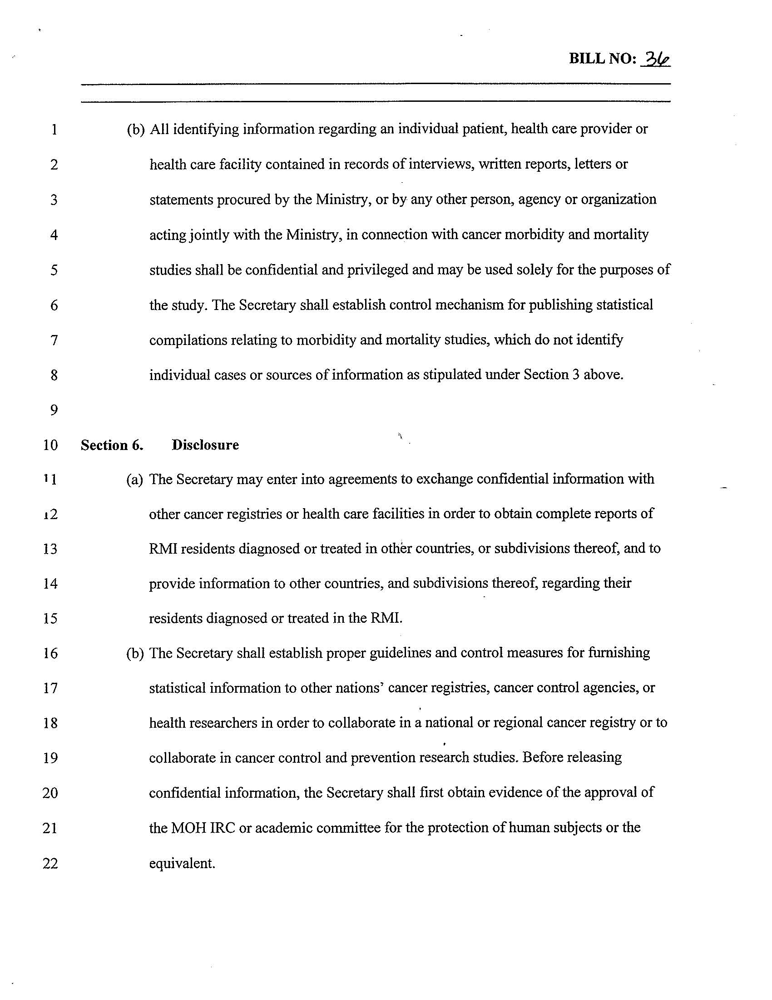 BILL NO: 36
1 (b) All identifying information regarding an individual patient, health care provider or
2 health care facility contained in records of interviews, written reports, letters or
3 statements procured by the Ministry, or by any other person, agency or organization
4 acting jointly with the Ministry, in connection with cancer morbidity and mortality
5 studies shall be confidential and privileged and may be used solely for the purposes of
6 the study. The Secretary shall establish control mechanism for publishing statistical
7 compilations relating to morbidity and mortality studies, which do not identify
8 individual cases or sources of information as stipulated under Section 3 above.
9
10 Section 6. Disclosure
11 (a) The Secretary may enter into agreements to exchange confidential information with
12 other cancer registries or health care facilities in order to obtain complete reports of
13 RMI residents diagnosed or treated in other countries, or subdivisions thereof, and to
14 provide information to other countries, and subdivisions thereof, regarding their
15 residents diagnosed or treated in the RMI.
16 (b) The Secretary shall establish proper guidelines and control measures for furnishing
17 statistical information to other nations’ cancer registries, cancer control agencies, or
18 health researchers in order to collaborate in a national or regional cancer registry or to
19 collaborate in cancer control and prevention research studies. Before releasing
20 confidential information, the Secretary shall first obtain evidence of the approval of
21 the MOH IRC or academic committee for the protection of human subjects or the
22 equivalent.